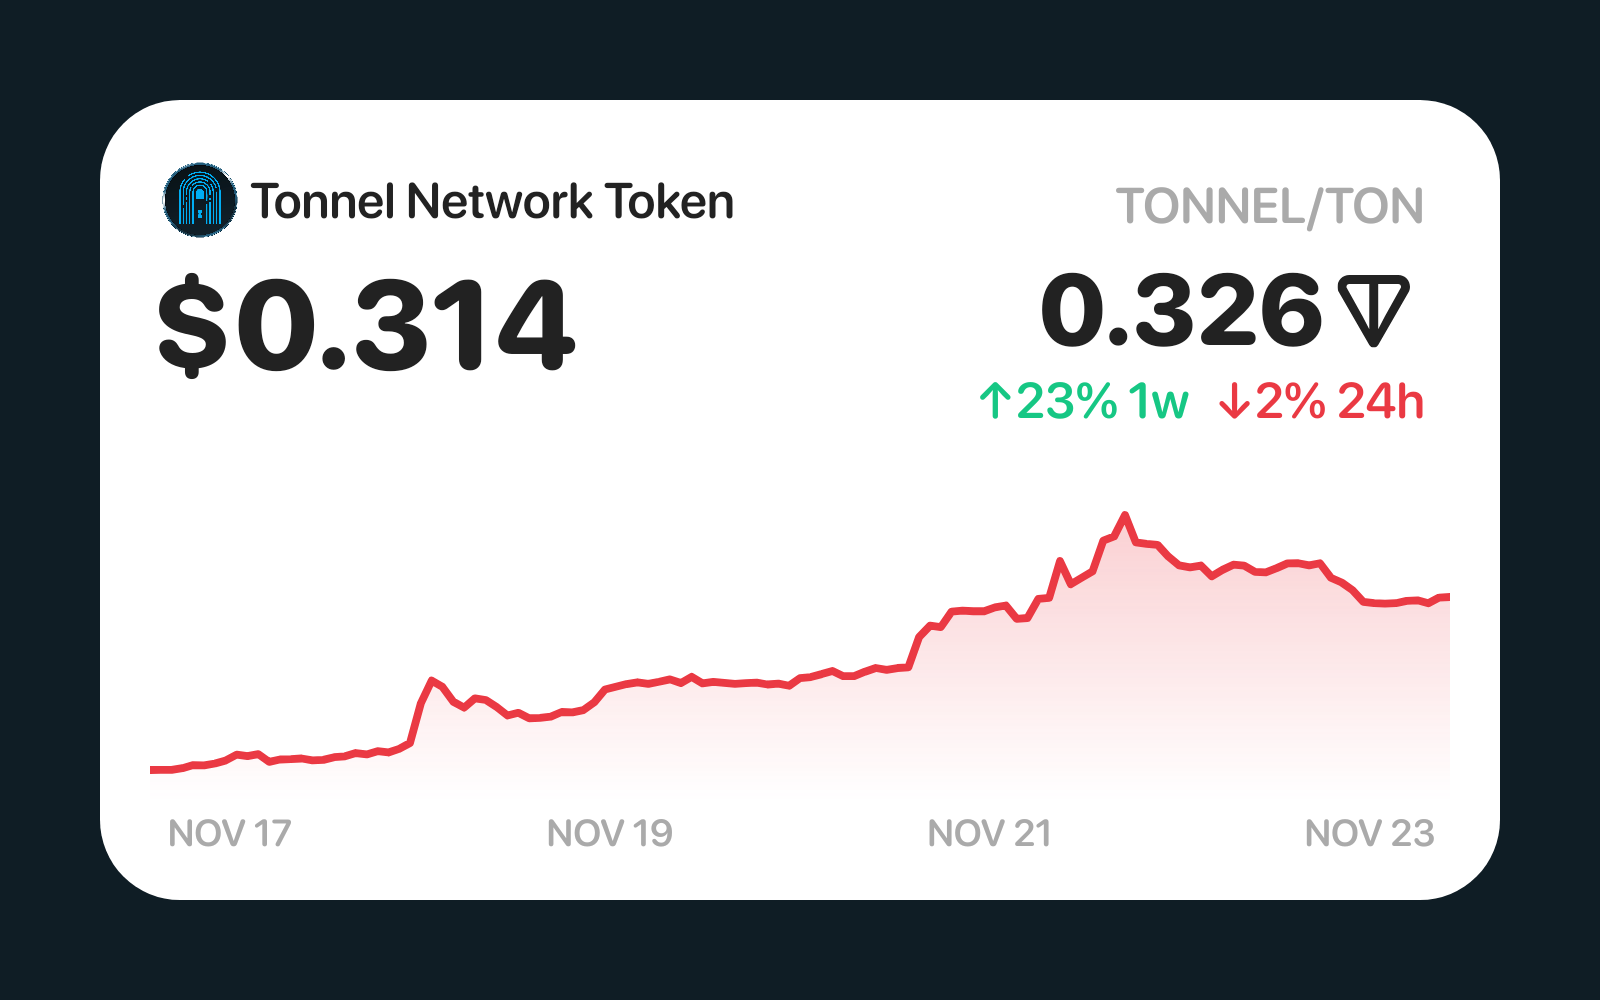 Tonnel Network Token
TONNEL/TON
$0.314
0.326
↑23% 1w ↓2% 24h
NOV 17 NOV 19 NOV 21 NOV 23